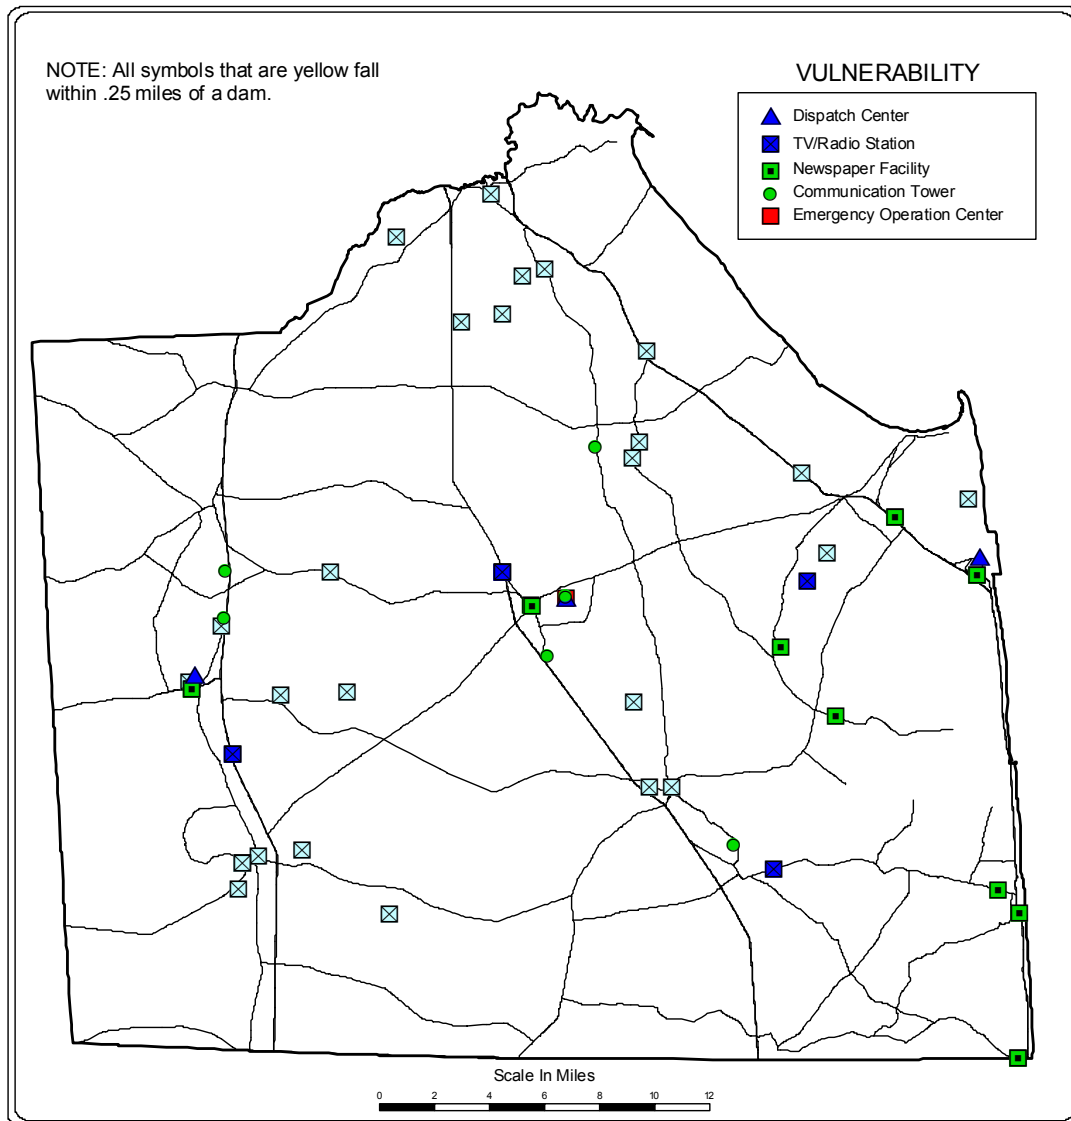 NOTE: All symbols that are yellow fall
within .25 miles of a dam.
VULNERABILITY
Dispatch Center
TV/Radio Station
Newspaper Facility
Communication Tower
Emergency Operation Center
Scale In Miles
0 2 4 6 8 10 12